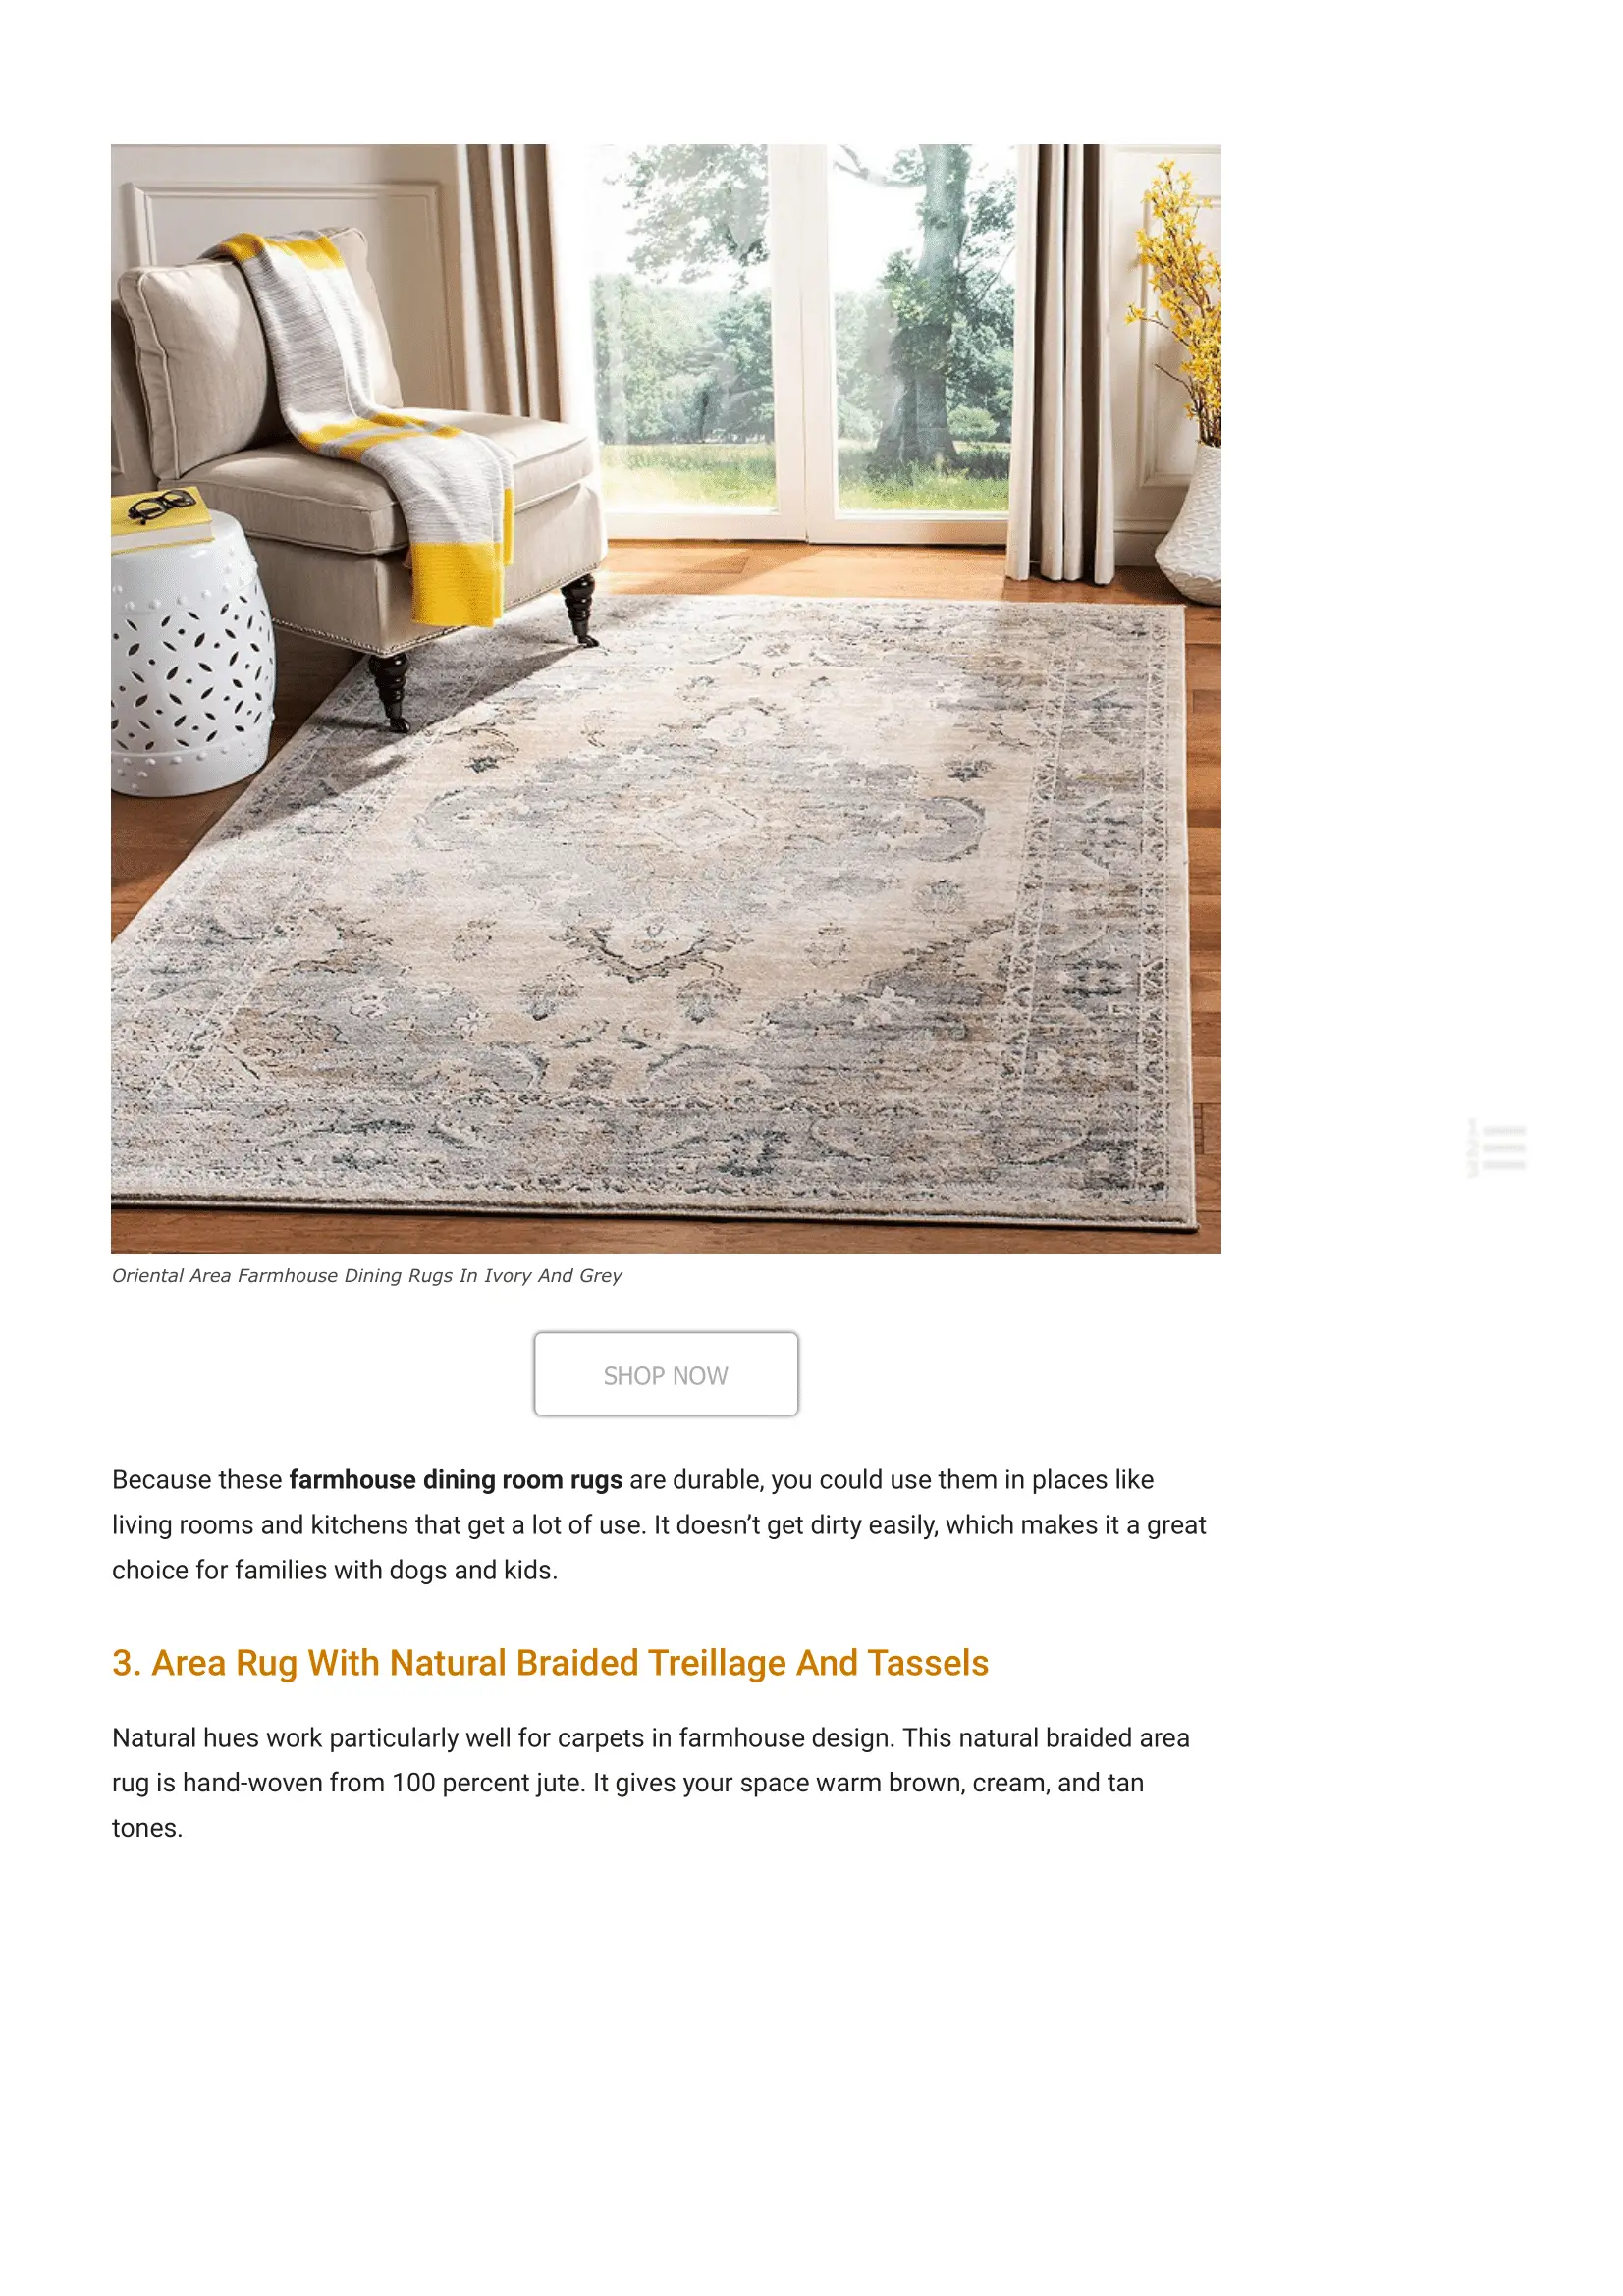 Oriental Area Farmhouse Dining Rugs In Ivory And Grey
SHOP NOW
Because these farmhouse dining room rugs are durable, you could use them in places like
living rooms and kitchens that get a lot of use. It doesn’t get dirty easily, which makes it a great
choice for families with dogs and kids.
3. Area Rug With Natural Braided Treillage And Tassels
Natural hues work particularly well for carpets in farmhouse design. This natural braided area
rug is hand-woven from 100 percent jute. It gives your space warm brown, cream, and tan
tones.